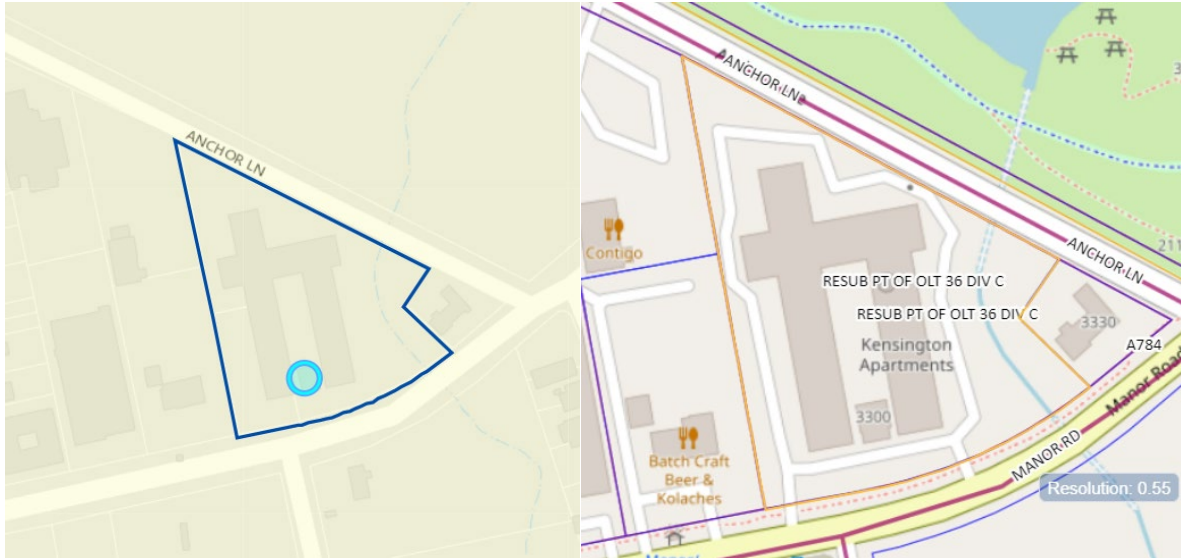 ANCHOR LN
ANCHOR LN
Contigo
ANCHOR LN
211
RESUB PT OF OLT 36 DIV C
RESUB PT OF OLT 36 DIV C
3330
Kensington
Apartments
A784
Manor Road
3300
Batch Craft
Beer &
Kolaches
MANOR RD
Resolution: 0.55